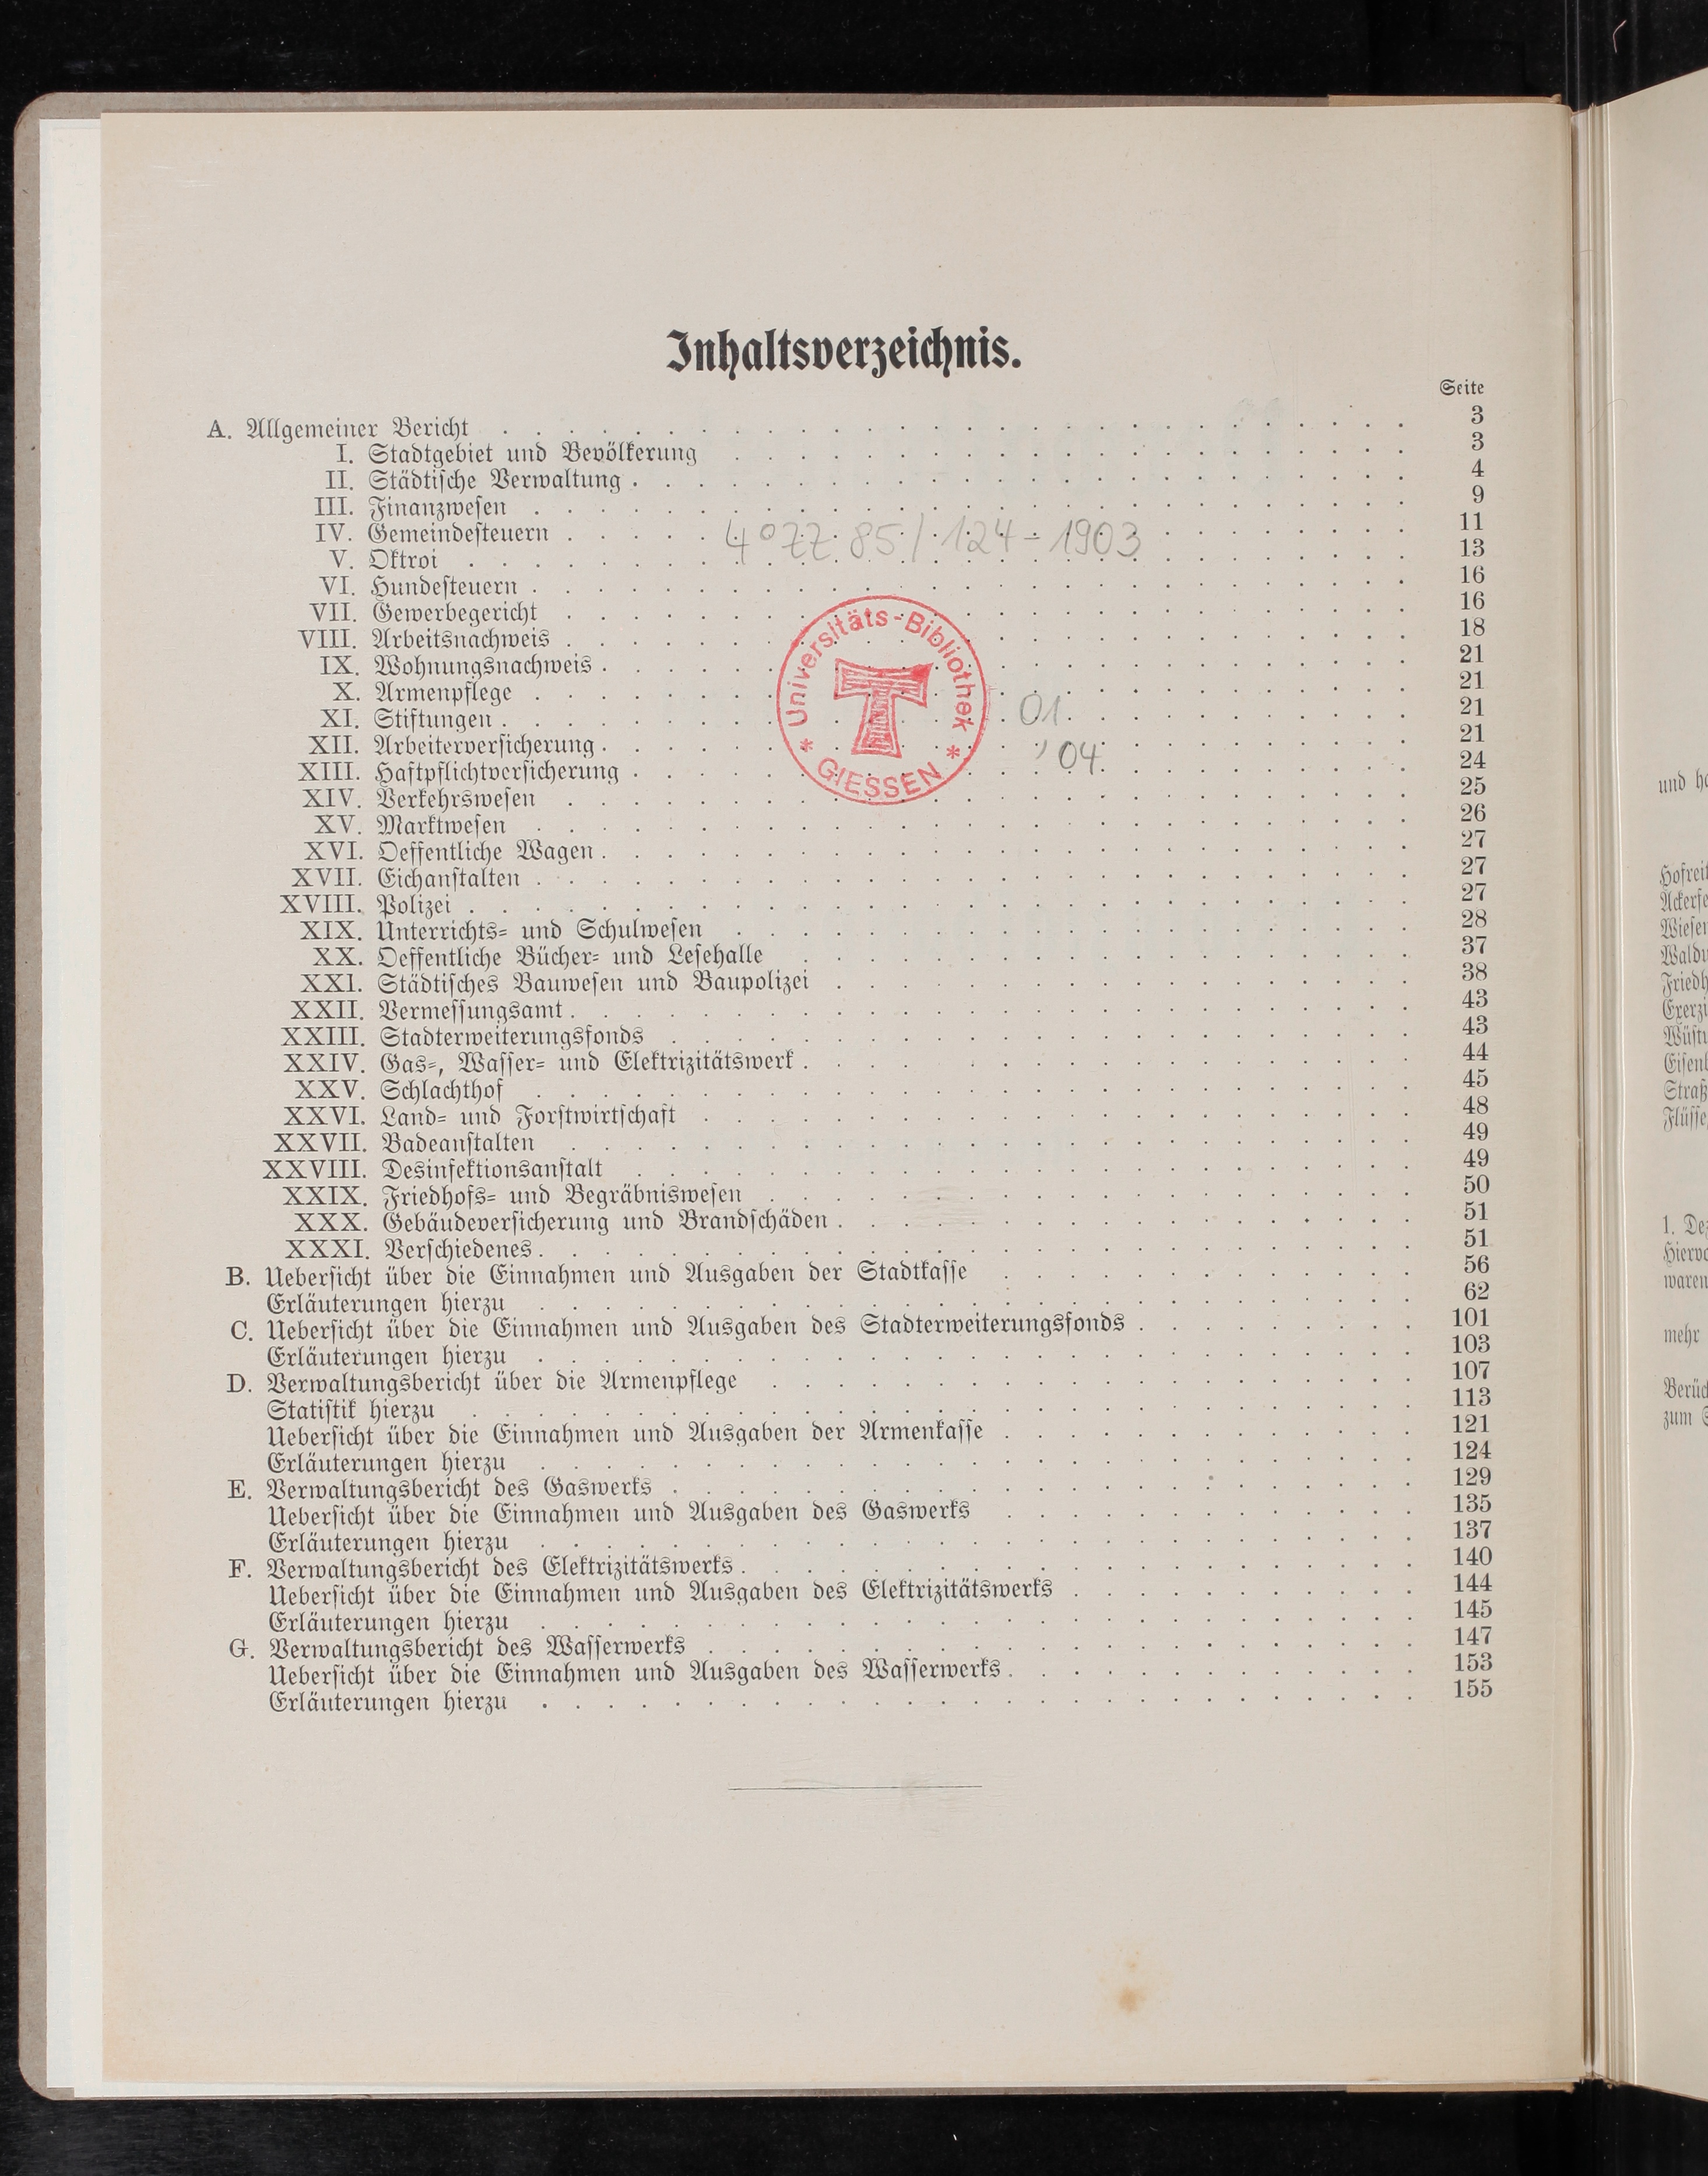 Inhaltsverzeichnis.
Seite
A. Allgemeiner Bericht . . . 3
I. Stadtgebiet und Bevölkerung . . . 3
II. Städtische Verwaltung . . . 4
III. Finanzwesen . . . 9
IV. Gemeindesteuern . . . 11
4° ZZ 85/124-1903
V. Oktroi . . . 13
VI. Hundesteuern . . . 16
VII. Gewerbegericht . . . 16
VIII. Arbeitsnachweis . . . 18
IX. Wohnungsnachweis . . . 21
X. Armenpflege . . . 21
XI. Stiftungen . . . 21
XII. Arbeiterversicherung . . . 21
XIII. Haftpflichtversicherung . . . 24
XIV. Verkehrswesen . . . 25
XV. Marktwesen . . . 26
XVI. Oeffentliche Wagen . . . 27
XVII. Eichanstalten . . . 27
XVIII. Polizei . . . 27
XIX. Unterrichts- und Schulwesen . . . 28
XX. Oeffentliche Bücher- und Lesehalle . . . 37
XXI. Städtisches Bauwesen und Baupolizei . . . 38
XXII. Vermessungsamt . . . 43
XXIII. Stadterweiterungsfonds . . . 43
XXIV. Gas-, Wasser- und Elektrizitätswerk . . . 44
XXV. Schlachthof . . . 45
XXVI. Land- und Forstwirtschaft . . . 48
XXVII. Badeanstalten . . . 49
XXVIII. Desinfektionsanstalt . . . 49
XXIX. Friedhofs- und Begräbniswesen . . . 50
XXX. Gebäudeversicherung und Brandschäden . . . 51
XXXI. Verschiedenes . . . 51
B. Uebersicht über die Einnahmen und Ausgaben der Stadtkasse . . . 56
Erläuterungen hierzu . . . 62
C. Uebersicht über die Einnahmen und Ausgaben des Stadterweiterungsfonds . . . 101
Erläuterungen hierzu . . . 103
D. Verwaltungsbericht über die Armenpflege . . . 107
Statistik hierzu . . . 113
Uebersicht über die Einnahmen und Ausgaben der Armenkasse . . . 121
Erläuterungen hierzu . . . 124
E. Verwaltungsbericht des Gaswerks . . . 129
Uebersicht über die Einnahmen und Ausgaben des Gaswerks . . . 135
Erläuterungen hierzu . . . 137
F. Verwaltungsbericht des Elektrizitätswerks . . . 140
Uebersicht über die Einnahmen und Ausgaben des Elektrizitätswerks . . . 144
Erläuterungen hierzu . . . 145
G. Verwaltungsbericht des Wasserwerks . . . 147
Uebersicht über die Einnahmen und Ausgaben des Wasserwerks . . . 153
Erläuterungen hierzu . . . 155
* Universitäts-Bibliothek *
GIESSEN
01
04
und
1.
waren
mehr
zum